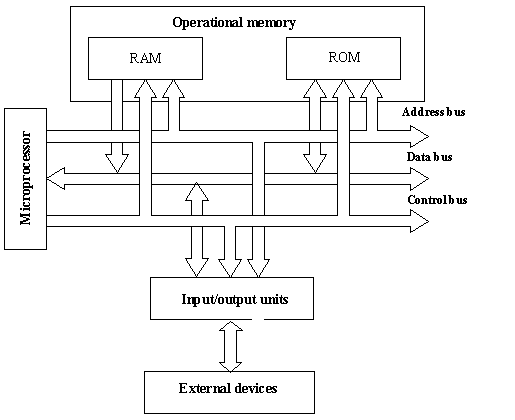 Operational memory
RAM
ROM
Address bus
Microprocessor
Data bus
Control bus
Input/output units
External devices